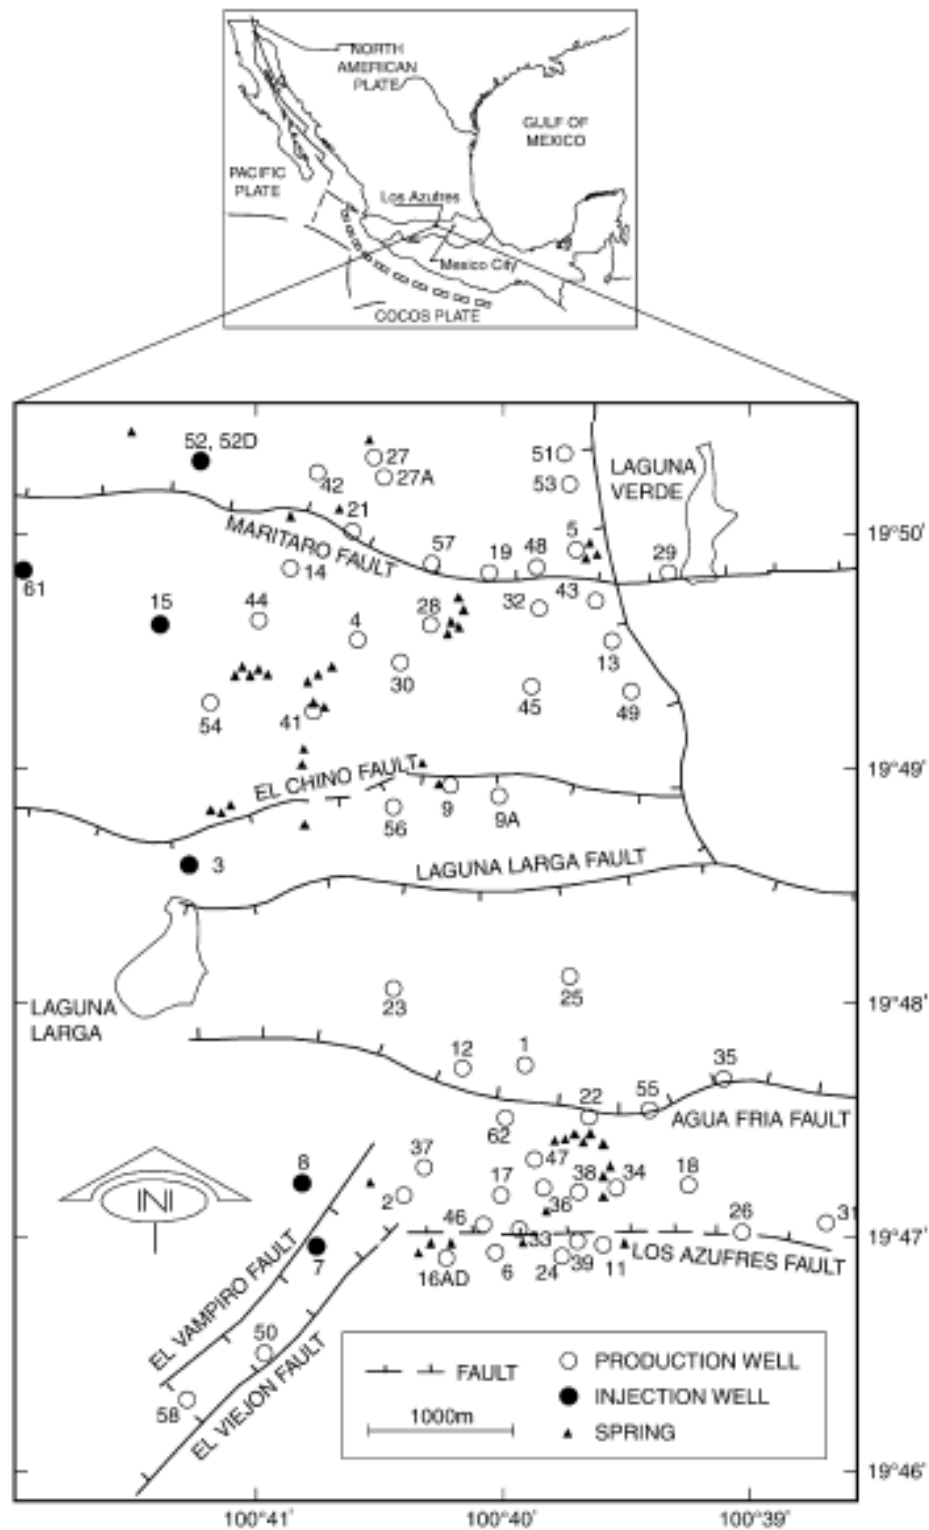 NORTH
AMERICAN
PLATE
GULF OF
MEXICO
PACIFIC
PLATE
Los Azufres
Mexico City
COCOS PLATE
52, 52D
27
51
LAGUNA
VERDE
42
27A
53
21
MARITARO FAULT
57
19
48
5
29
19°50'
14
61
15
44
4
28
32
43
13
30
54
41
45
49
19°49'
EL CHINO FAULT
56
9
9A
3
LAGUNA LARGA FAULT
LAGUNA
LARGA
23
25
19°48'
12
1
35
22
55
AGUA FRIA FAULT
62
37
47
8
2
17
38
34
18
36
INI
46
26
31
19°47'
7
33
16AD
6
24
39
11
LOS AZUFRES FAULT
EL VAMPIRO FAULT
50
58
EL VIEJON FAULT
FAULT
1000m
PRODUCTION WELL
INJECTION WELL
SPRING
19°46'
100°41'
100°40'
100°39'